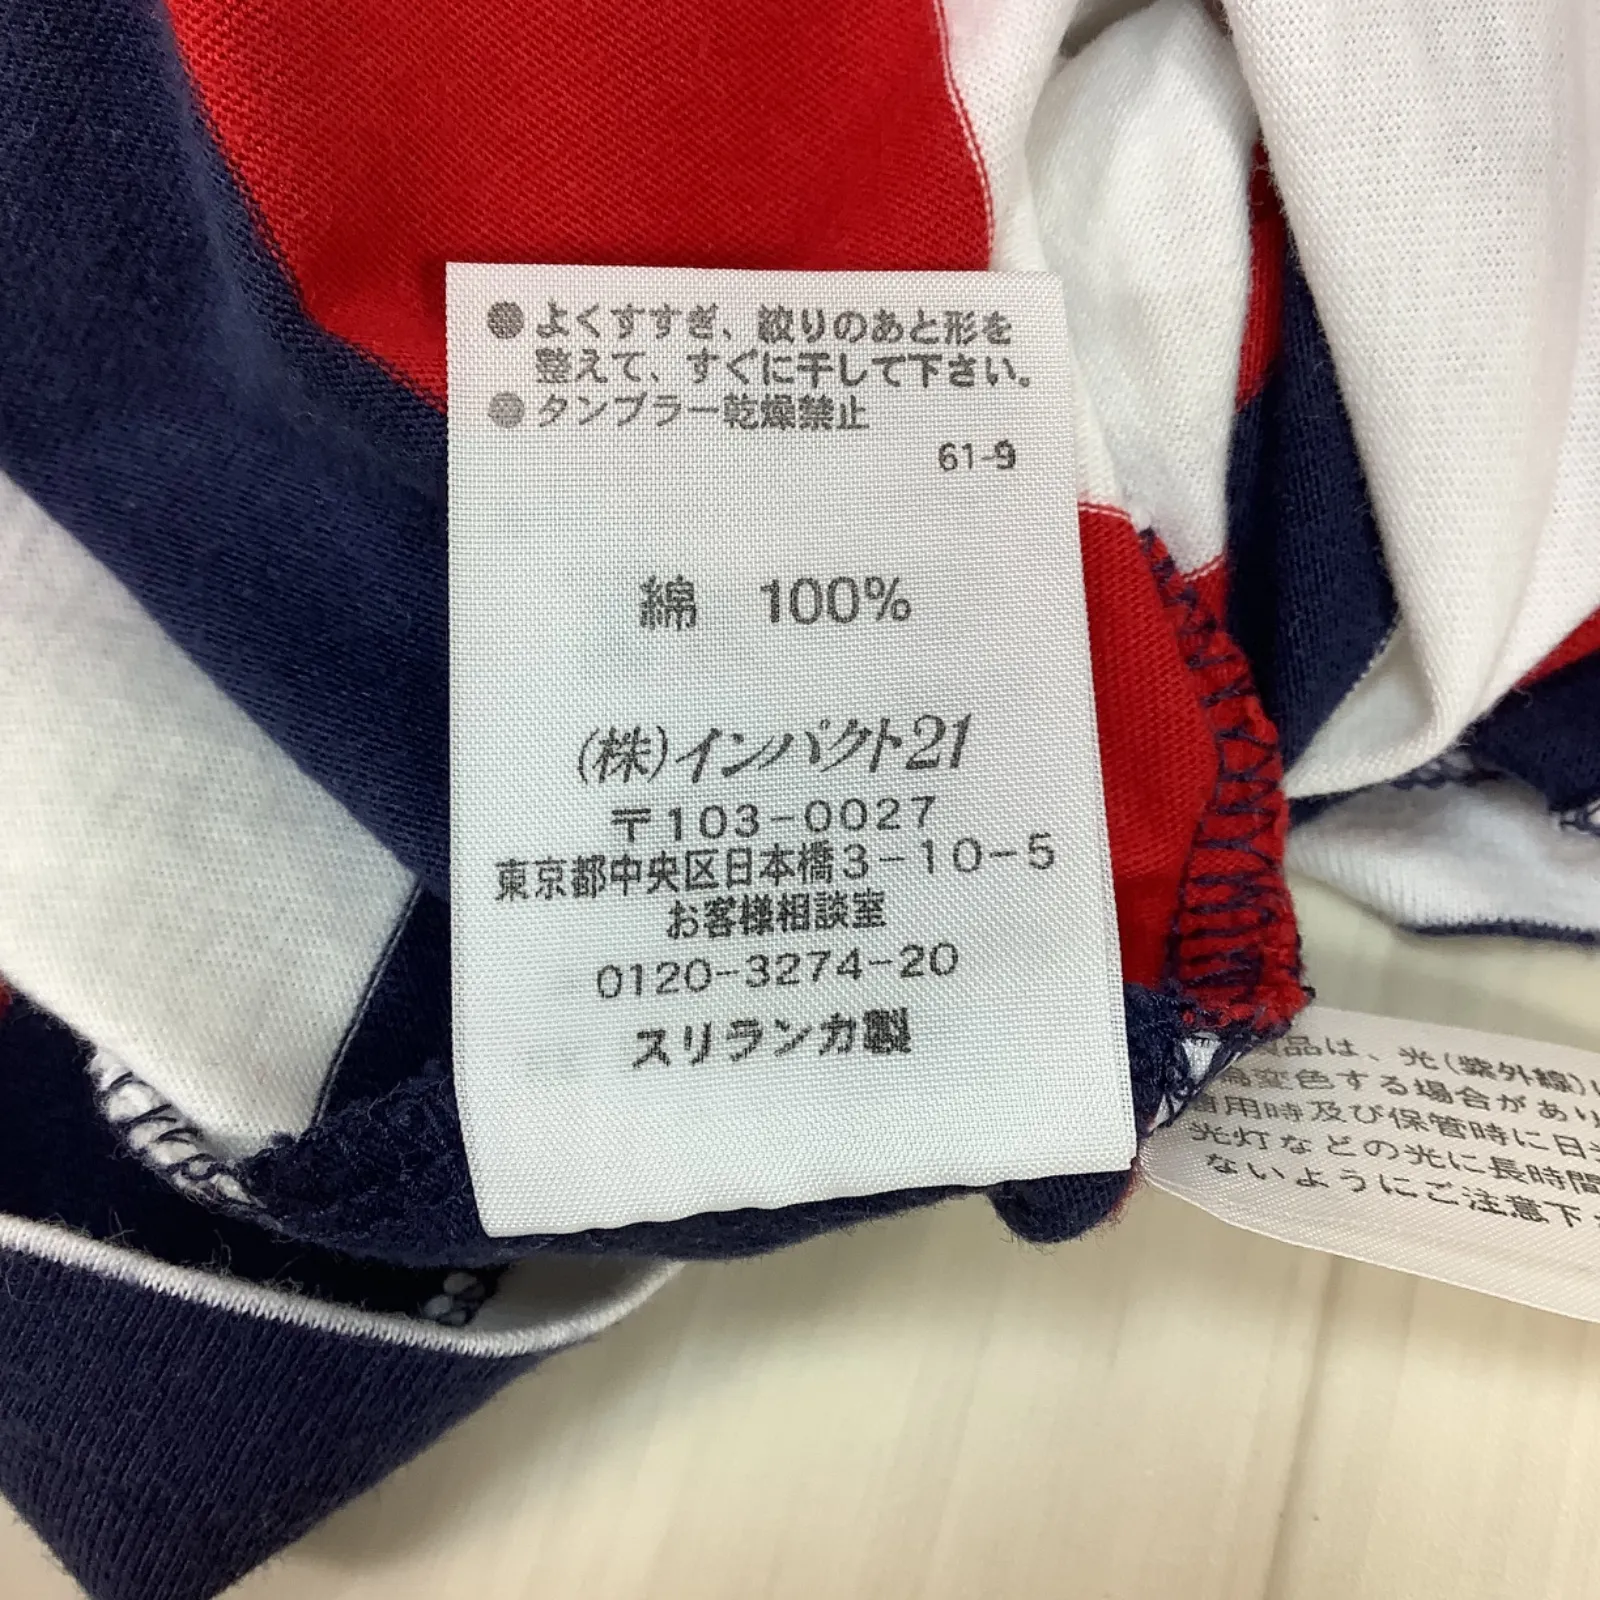 ●よくすすぎ、絞りのあと形を
整えて、すぐに干して下さい。
●タンブラー乾燥禁止
61-9
綿 100%
(株)インパクト21
〒103-0027
東京都中央区日本橋3-10-5
お客様相談室
0120-3274-20
スリランカ製
品は、光(紫外線)
変色する場合があり
用時及び保管時に日
光灯などの光に長時間
ないようにご注意下